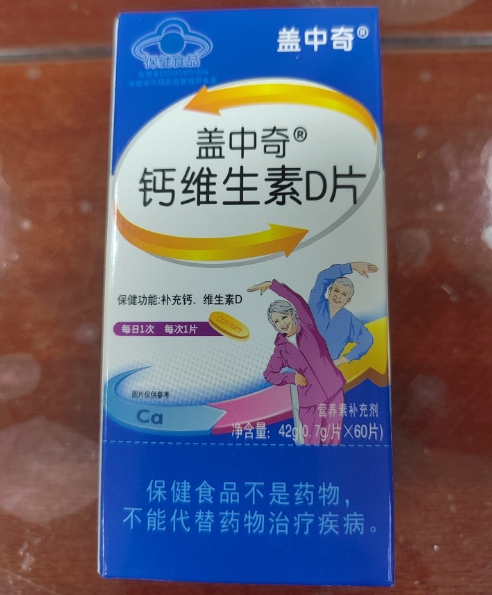 盖中奇®
保健食品
盖中奇®
钙维生素D片
保健功能:补充钙、维生素D
每日1次 每次1片
Calcium
图片仅供参考
Ca
营养素补充剂
净含量: 42g(0.7g/片×60片)
保健食品不是药物，
不能代替药物治疗疾病。